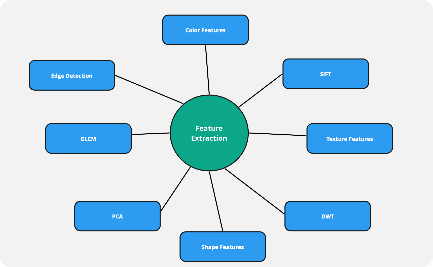 Color Features
Edge Detection
SIFT
Feature
Extraction
GLCM
Texture Features
PCA
DWT
Shape Features